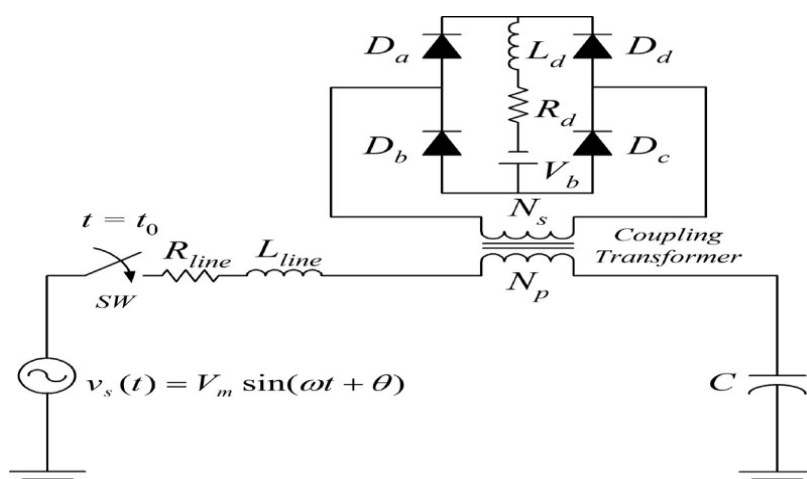 D_a
L_d
D_d
R_d
D_b
V_b
D_c
t = t_0
N_s
R_line
L_line
Coupling
Transformer
SW
N_p
v_s(t) = V_m sin(ωt + θ)
C